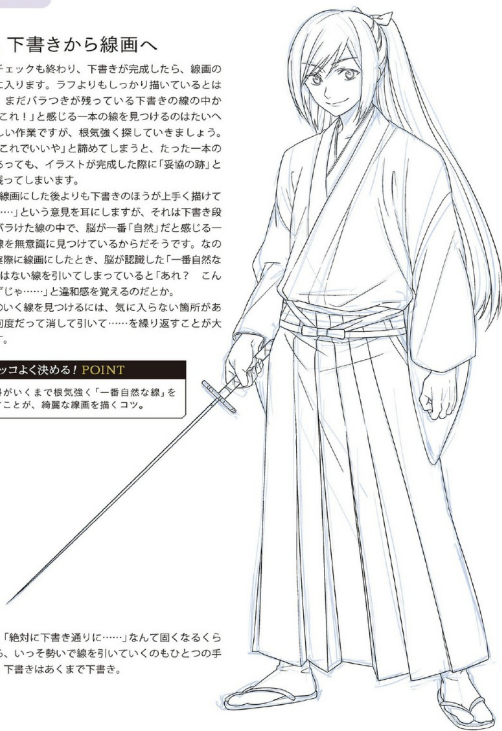 下書きから線画へ
チェックも終わり、下書きが完成したら、線画の
に入ります。ラフよりもしっかり描いているとは
まだバラつきが残っている下書きの線の中か
これ！」と感じる一本の線を見つけるのはたいへ
しい作業ですが、根気強く探していきましょう。
これでいいや」と諦めてしまうと、たった一本の
あっても、イラストが完成した際に「妥協の跡」と
残ってしまいます。
線画にした後よりも下書きのほうが上手く描けて
……」という意見を耳にしますが、それは下書き段
バラけた線の中で、脳が一番「自然」だと感じる一
線を無意識に見つけているからだそうです。なの
実際に線画にしたとき、脳が認識した「一番自然な
はない線を引いてしまっていると「あれ？　こん
じゃ……」と違和感を覚えるのだとか。
のいく線を見つけるには、気に入らない箇所があ
何度だって消して引いて……を繰り返すことが大
す。
ッコよく決める！ POINT
得がいくまで根気強く「一番自然な線」を
すことが、綺麗な線画を描くコツ。
「絶対に下書き通りに……」なんて固くなるくら
ら、いっそ勢いで線を引いていくのもひとつの手
下書きはあくまで下書き。